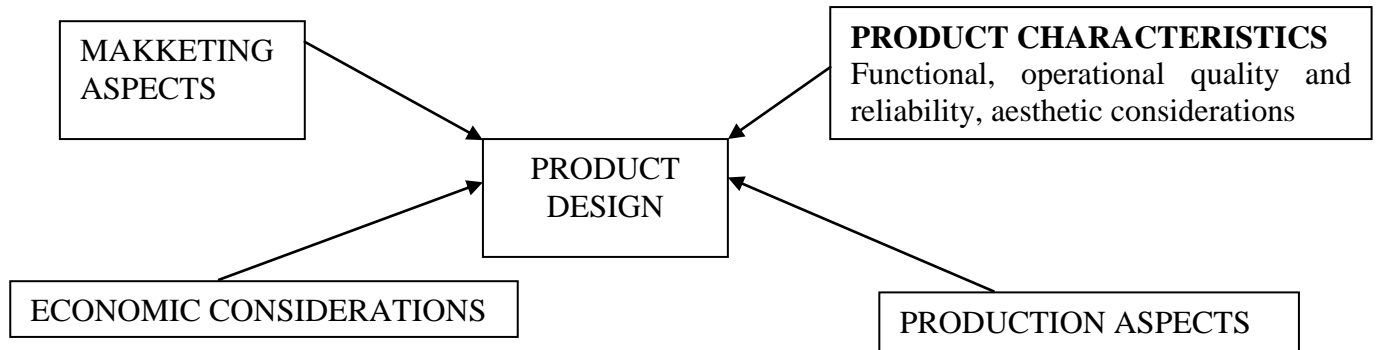 MAKKETING
ASPECTS
PRODUCT CHARACTERISTICS
Functional, operational quality and
reliability, aesthetic considerations
PRODUCT
DESIGN
ECONOMIC CONSIDERATIONS
PRODUCTION ASPECTS